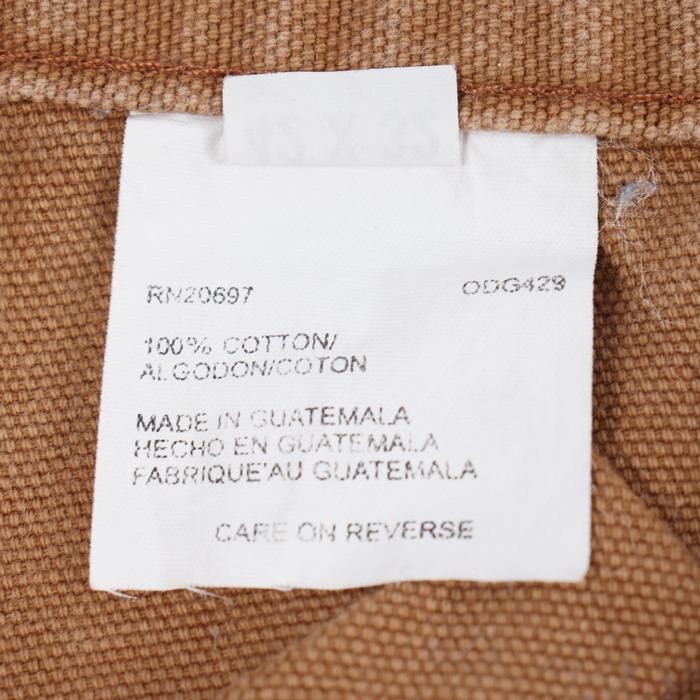 RN20697 ODG429
100% COTTON/
ALGODON/COTON
MADE IN GUATEMALA
HECHO EN GUATEMALA
FABRIQUE'AU GUATEMALA
CARE ON REVERSE